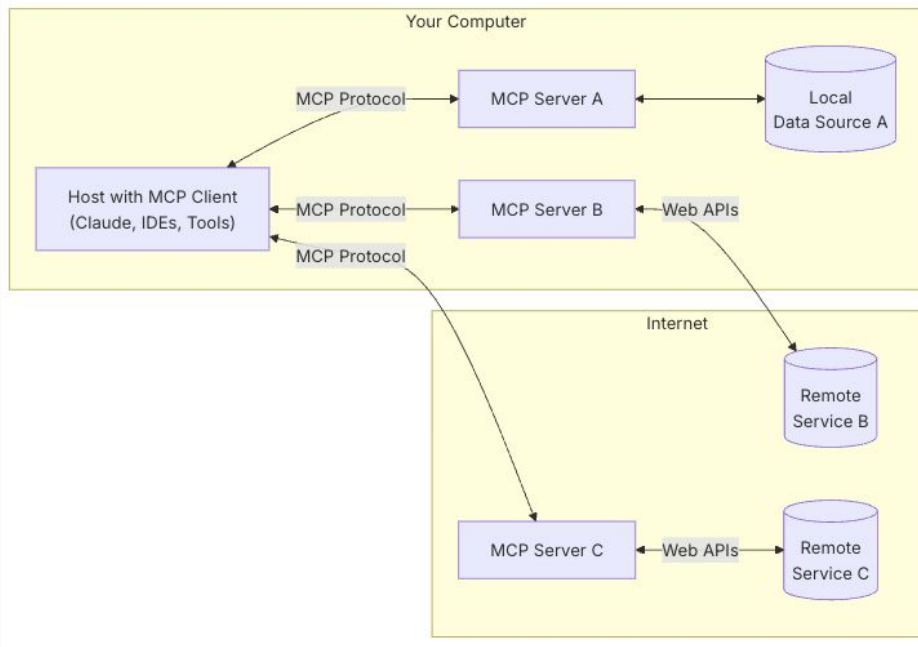 Your Computer
MCP Protocol
MCP Server A
Local
Data Source A
Host with MCP Client
(Claude, IDEs, Tools)
MCP Protocol
MCP Server B
Web APIs
MCP Protocol
Internet
Remote
Service B
MCP Server C
Web APIs
Remote
Service C